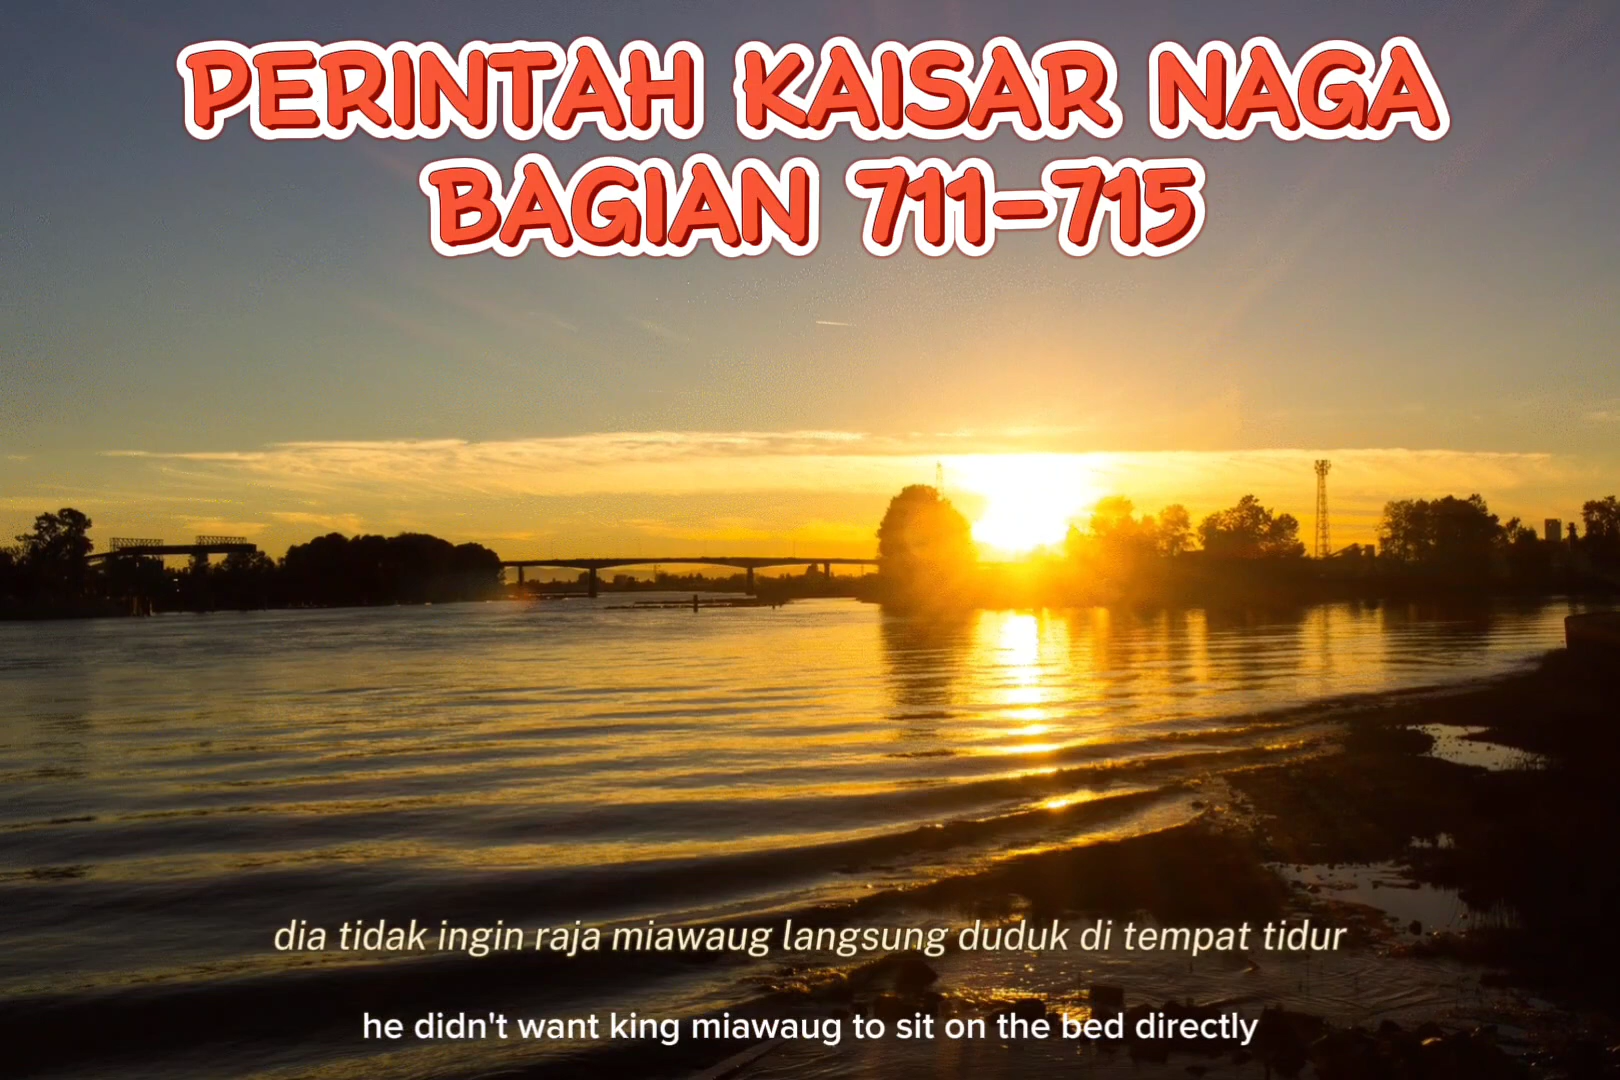 PERINTAH KAISAR NAGA
BAGIAN 711-715
dia tidak ingin raja miawaug langsung duduk di tempat tidur
he didn't want king miawaug to sit on the bed directly